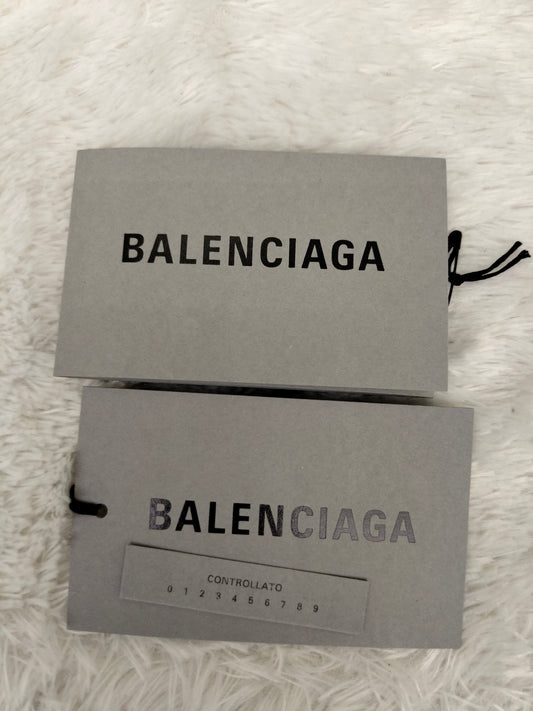 BALENCIAGA
BALENCIAGA
CONTROLLATO
0 1 2 3 4 5 6 7 8 9